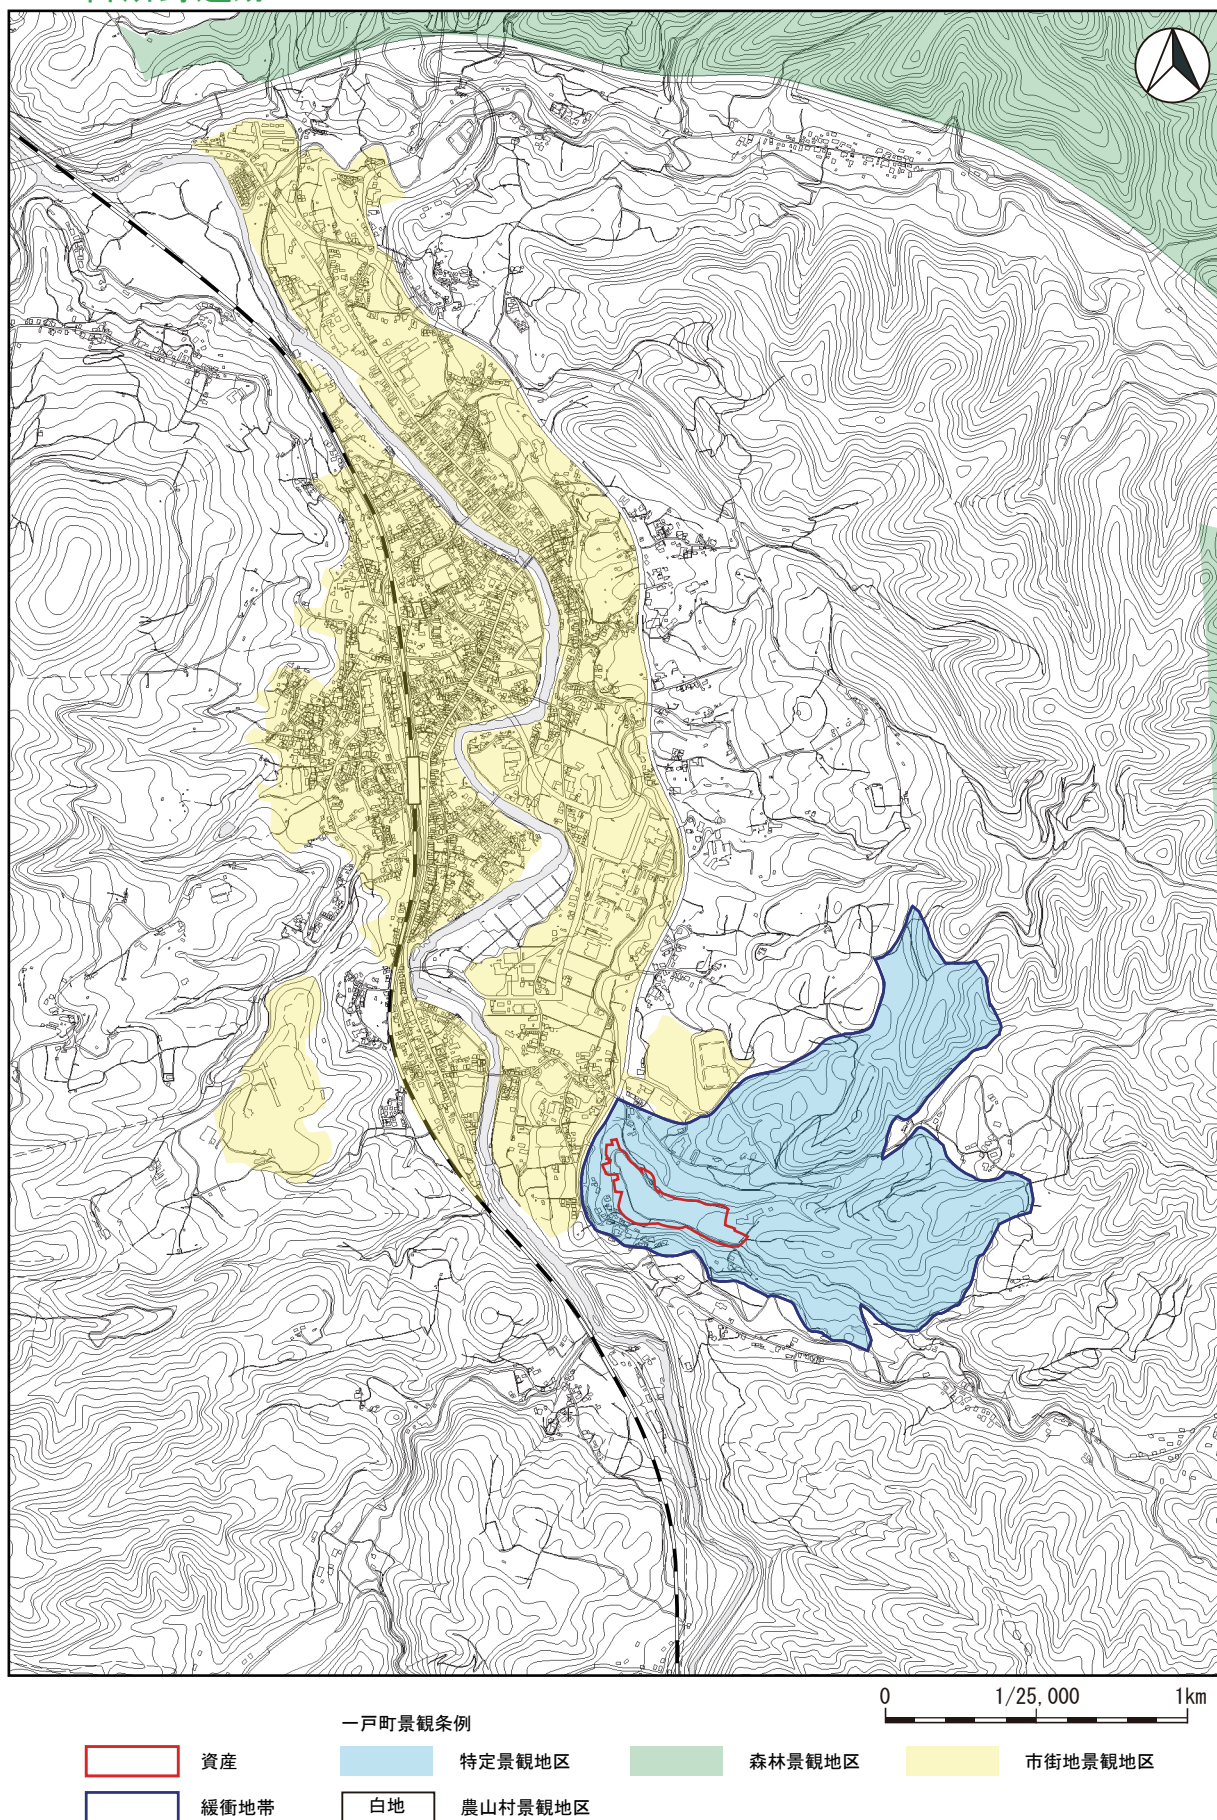 0 1/25,000 1km
一戸町景観条例
資産 特定景観地区 森林景観地区 市街地景観地区
緩衝地帯 白地 農山村景観地区